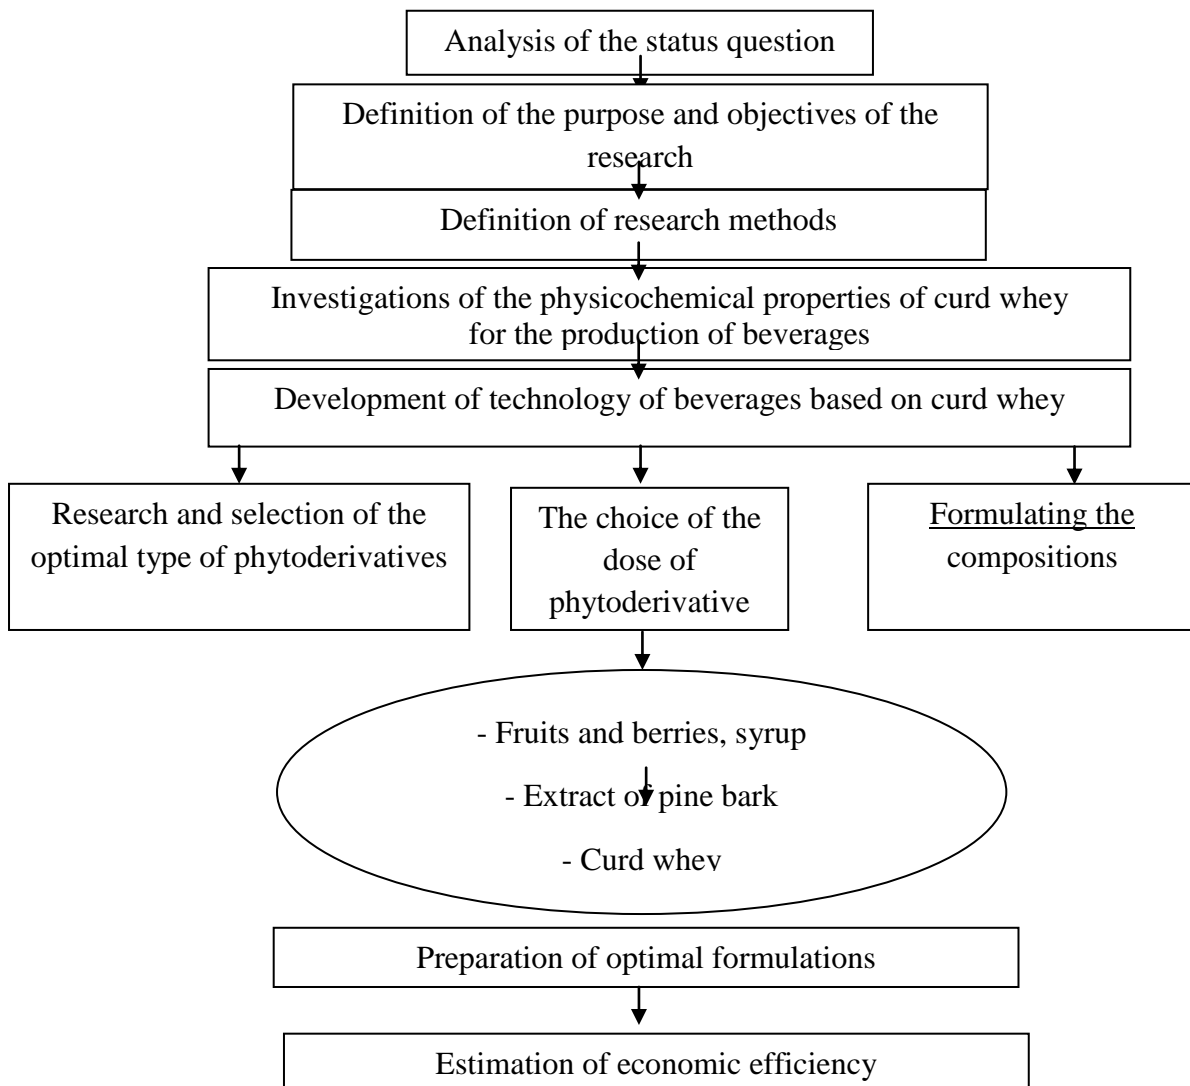 Analysis of the status question
Definition of the purpose and objectives of the
research
Definition of research methods
Investigations of the physicochemical properties of curd whey
for the production of beverages
Development of technology of beverages based on curd whey
Research and selection of the
optimal type of phytoderivatives
The choice of the
dose of
phytoderivative
Formulating the
compositions
- Fruits and berries, syrup
- Extract of pine bark
- Curd whey
Preparation of optimal formulations
Estimation of economic efficiency